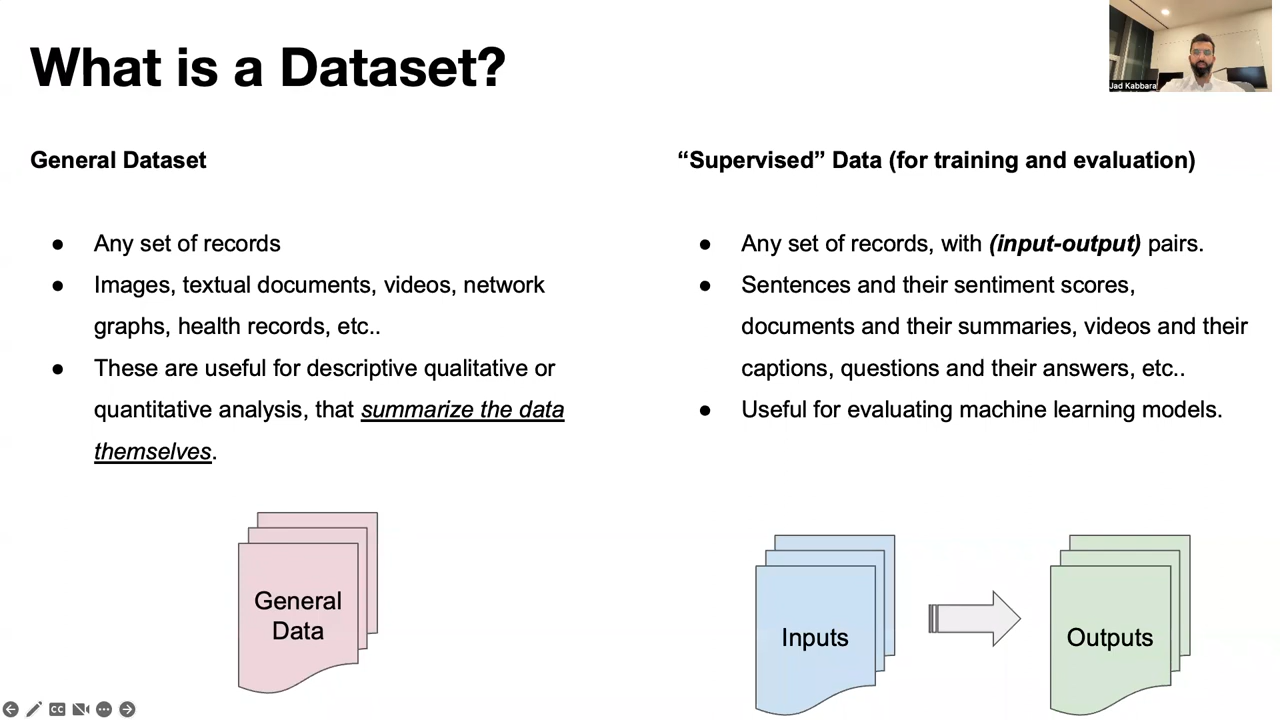 What is a Dataset?
Jad Kabbara
General Dataset
● Any set of records
● Images, textual documents, videos, network
graphs, health records, etc..
● These are useful for descriptive qualitative or
quantitative analysis, that summarize the data
themselves.
General
Data
“Supervised” Data (for training and evaluation)
● Any set of records, with (input-output) pairs.
● Sentences and their sentiment scores,
documents and their summaries, videos and their
captions, questions and their answers, etc..
● Useful for evaluating machine learning models.
Inputs
Outputs
CC